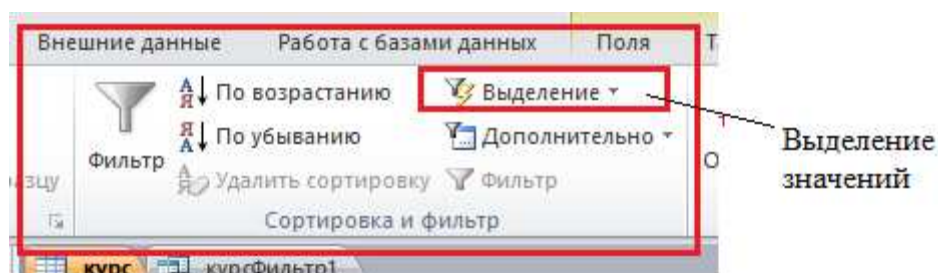 Внешние данные Работа с базами данных Поля
По возрастанию Выделение
По убыванию Дополнительно
Фильтр
Удалить сортировку Фильтр
Сортировка и фильтр
курс курсФильтр1
Выделение
значений